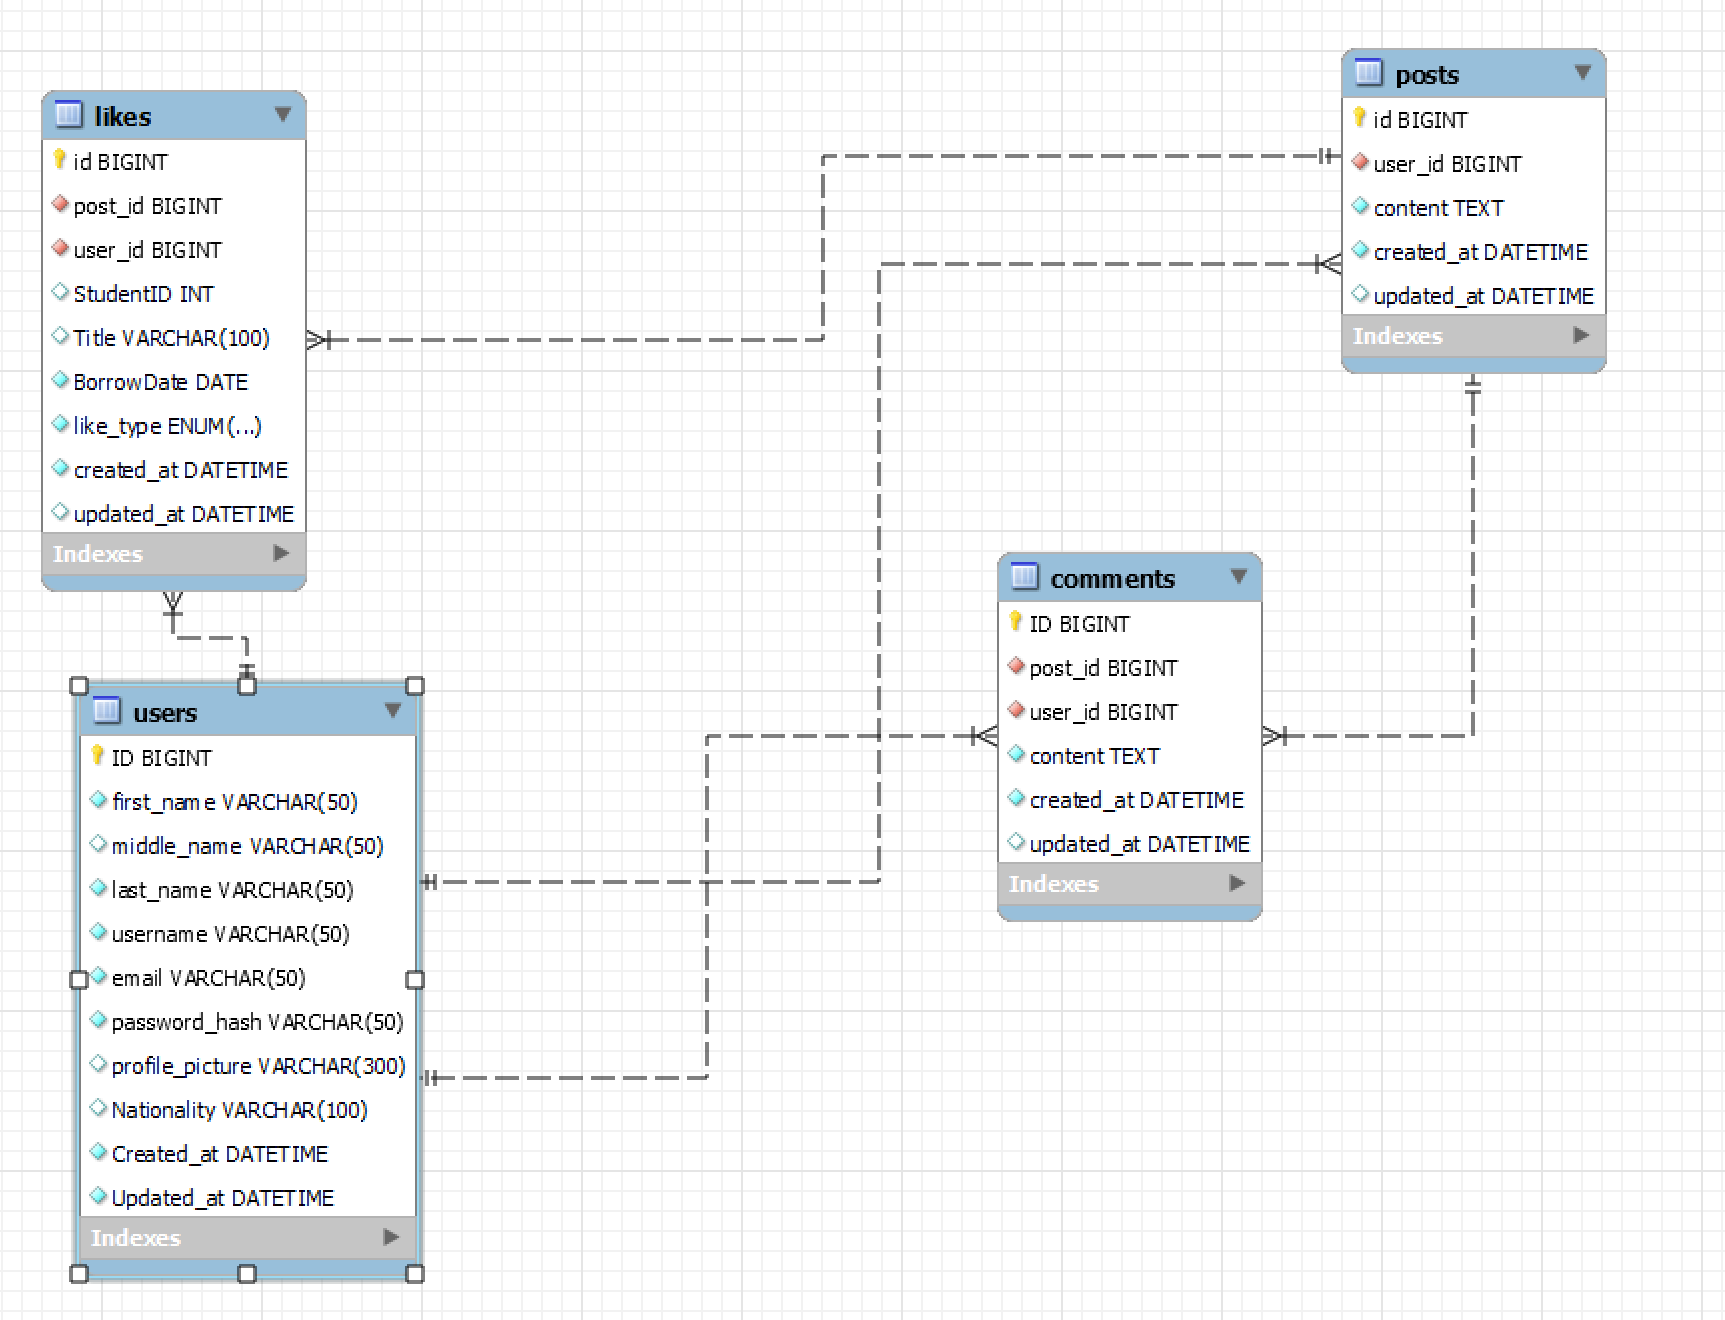 likes
id BIGINT
post_id BIGINT
user_id BIGINT
StudentID INT
Title VARCHAR(100)
BorrowDate DATE
like_type ENUM(...)
created_at DATETIME
updated_at DATETIME
Indexes
posts
id BIGINT
user_id BIGINT
content TEXT
created_at DATETIME
updated_at DATETIME
Indexes
comments
ID BIGINT
post_id BIGINT
user_id BIGINT
content TEXT
created_at DATETIME
updated_at DATETIME
Indexes
users
ID BIGINT
first_name VARCHAR(50)
middle_name VARCHAR(50)
last_name VARCHAR(50)
username VARCHAR(50)
email VARCHAR(50)
password_hash VARCHAR(50)
profile_picture VARCHAR(300)
Nationality VARCHAR(100)
Created_at DATETIME
Updated_at DATETIME
Indexes